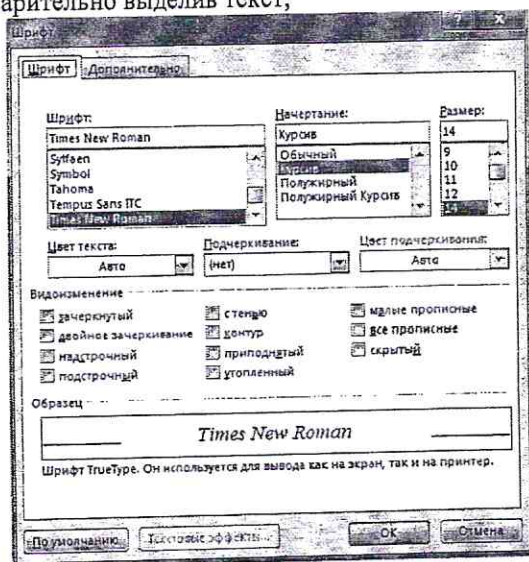 арительно выделив текст,
Шрифт
? X
Шрифт Дополнительно
Шрифт: Начертание: Размер:
Times New Roman Курсив 14
Sylfaen Обычный 9
Symbol Курсив 10
Tahoma Полужирный 11
Tempus Sans ITC Полужирный Курсив 12
Times New Roman 14
Цвет текста: Подчеркивание: Цвет подчеркивания:
Авто (нет) Авто
Видоизменение
зачеркнутый с тенью малые прописные
двойное зачеркивание контур все прописные
надстрочный приподнятый скрытый
подстрочный утопленный
Образец
Times New Roman
Шрифт TrueType. Он используется для вывода как на экран, так и на принтер.
По умолчанию Текстовые эффекты... ОК Отмена